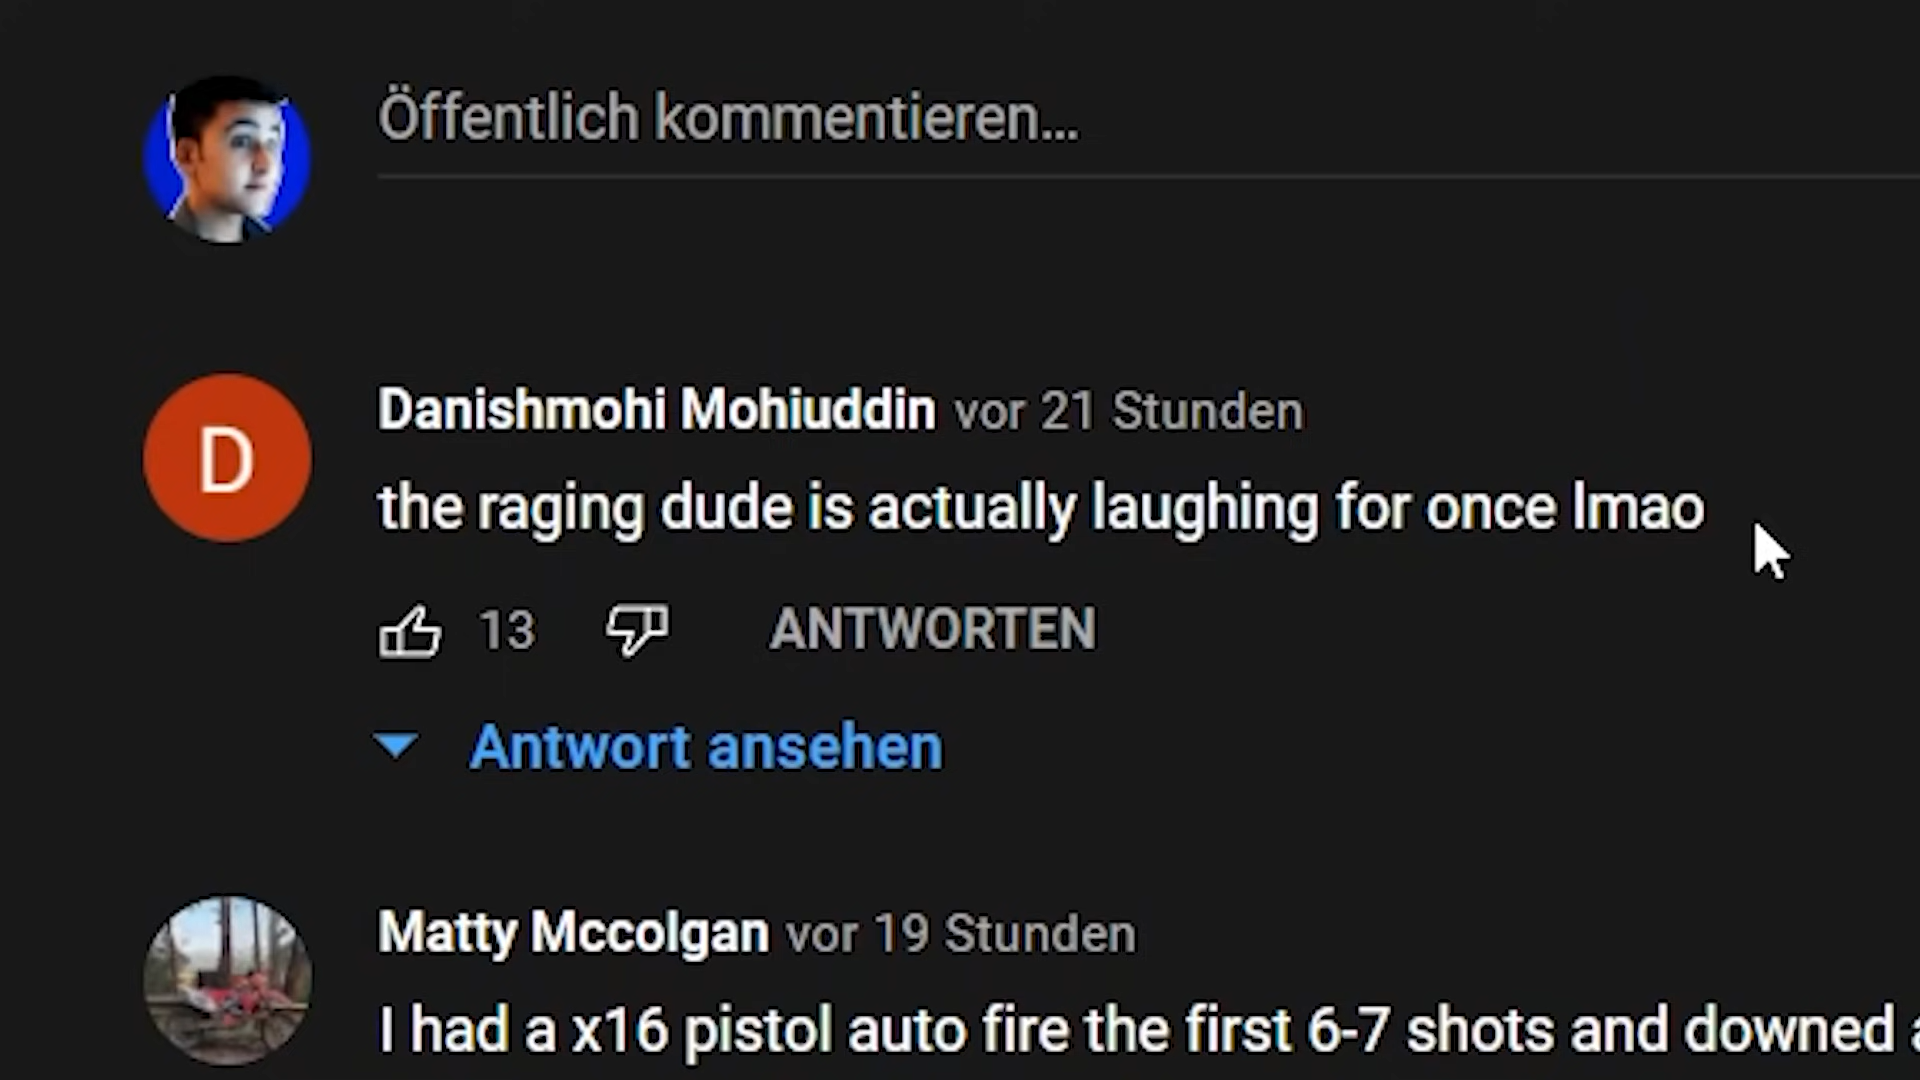 Öffentlich kommentieren...
D
Danishmohi Mohiuddin vor 21 Stunden
the raging dude is actually laughing for once lmao
13 ANTWORTEN
Antwort ansehen
Matty Mccolgan vor 19 Stunden
I had a x16 pistol auto fire the first 6-7 shots and downed